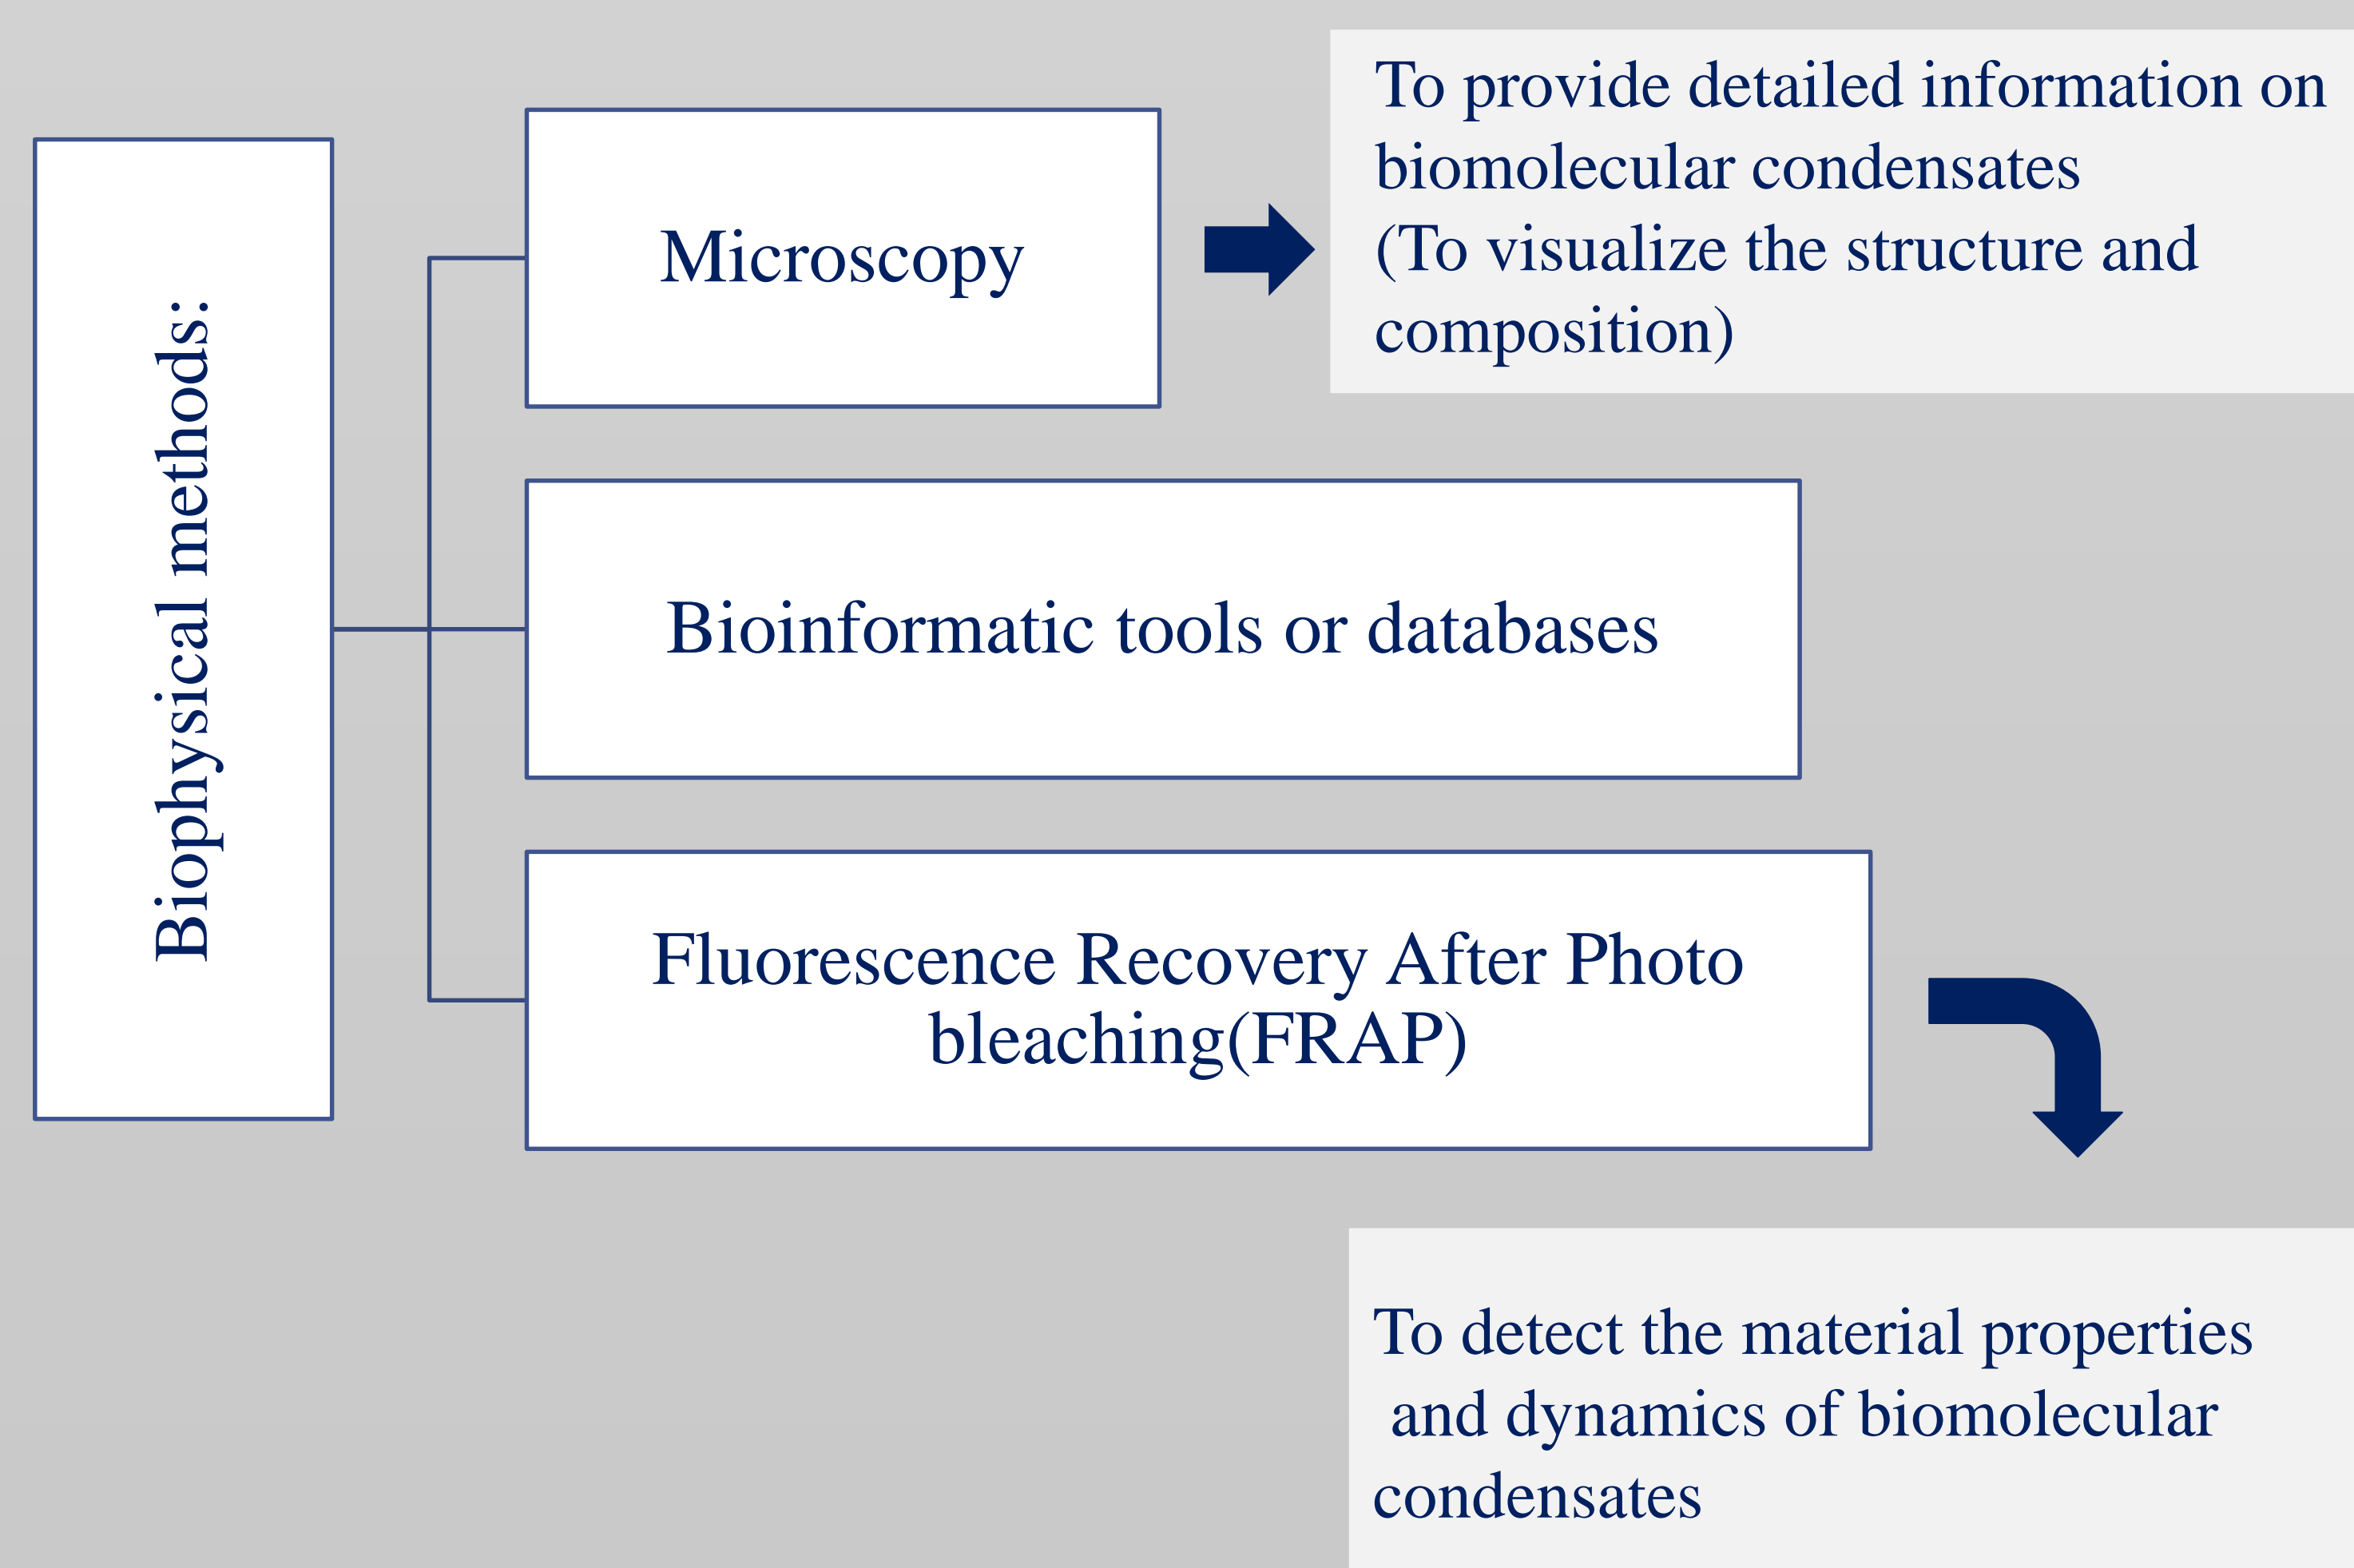 Biophysical methods:
Microscopy
To provide detailed information on
biomolecular condensates
(To visualize the structure and
composition)
Bioinformatic tools or databases
Fluorescence Recovery After Photo
bleaching(FRAP)
To detect the material properties
and dynamics of biomolecular
condensates